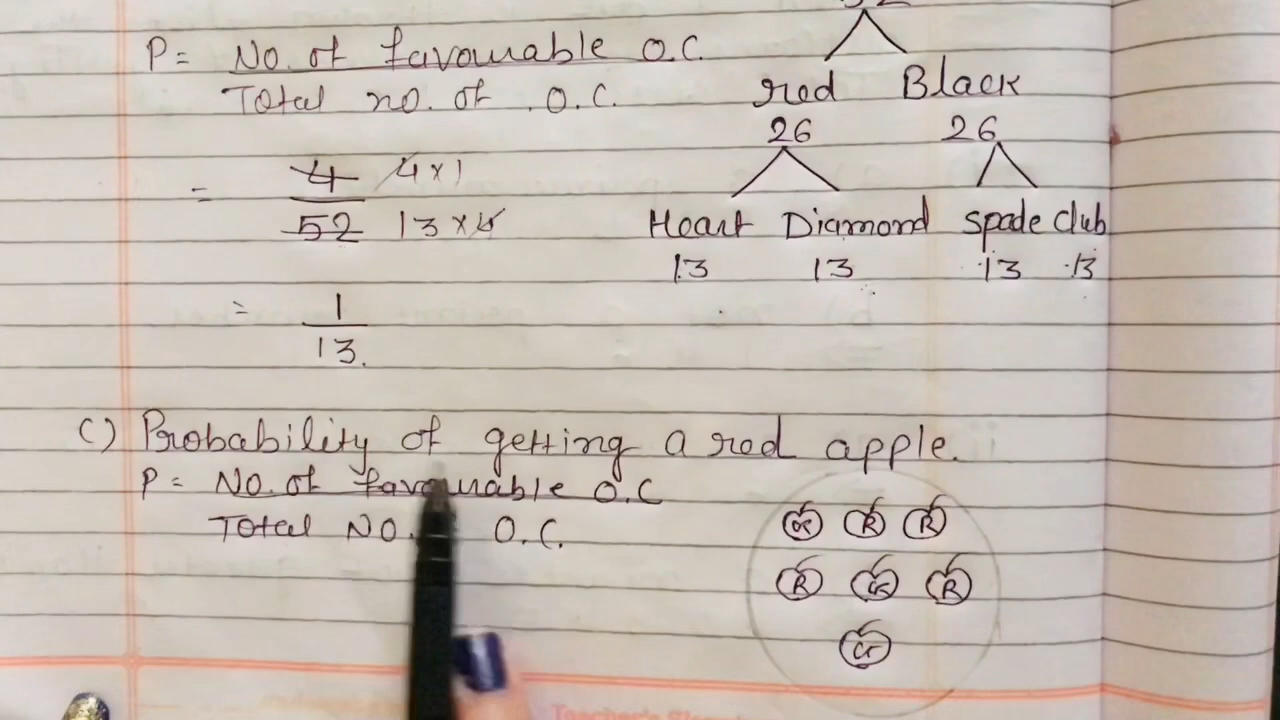 P = No. of favourable O.C.
Total no. of O.C.
red Black
26 26
Heart Diamond Spade Club
13 13 13 13
= 4 4 × 1
52 13 × 4
= 1
13.
C) Probability of getting a red apple.
P = No. of favourable O.C
Total No. O.C.
G R R
R G R
G